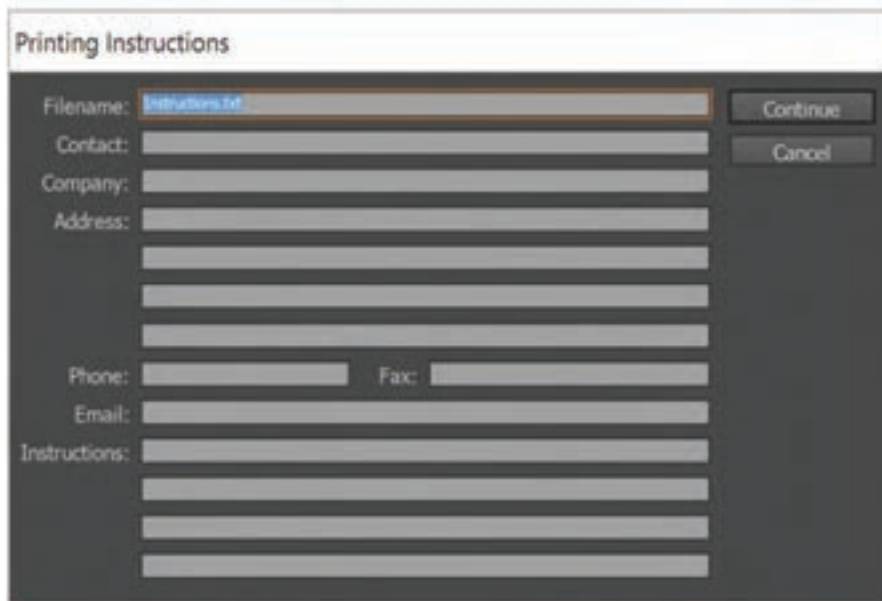 Printing Instructions
Filename: Instructions.txt
Continue
Contact:
Cancel
Company:
Address:
Phone:
Fax:
Email:
Instructions: